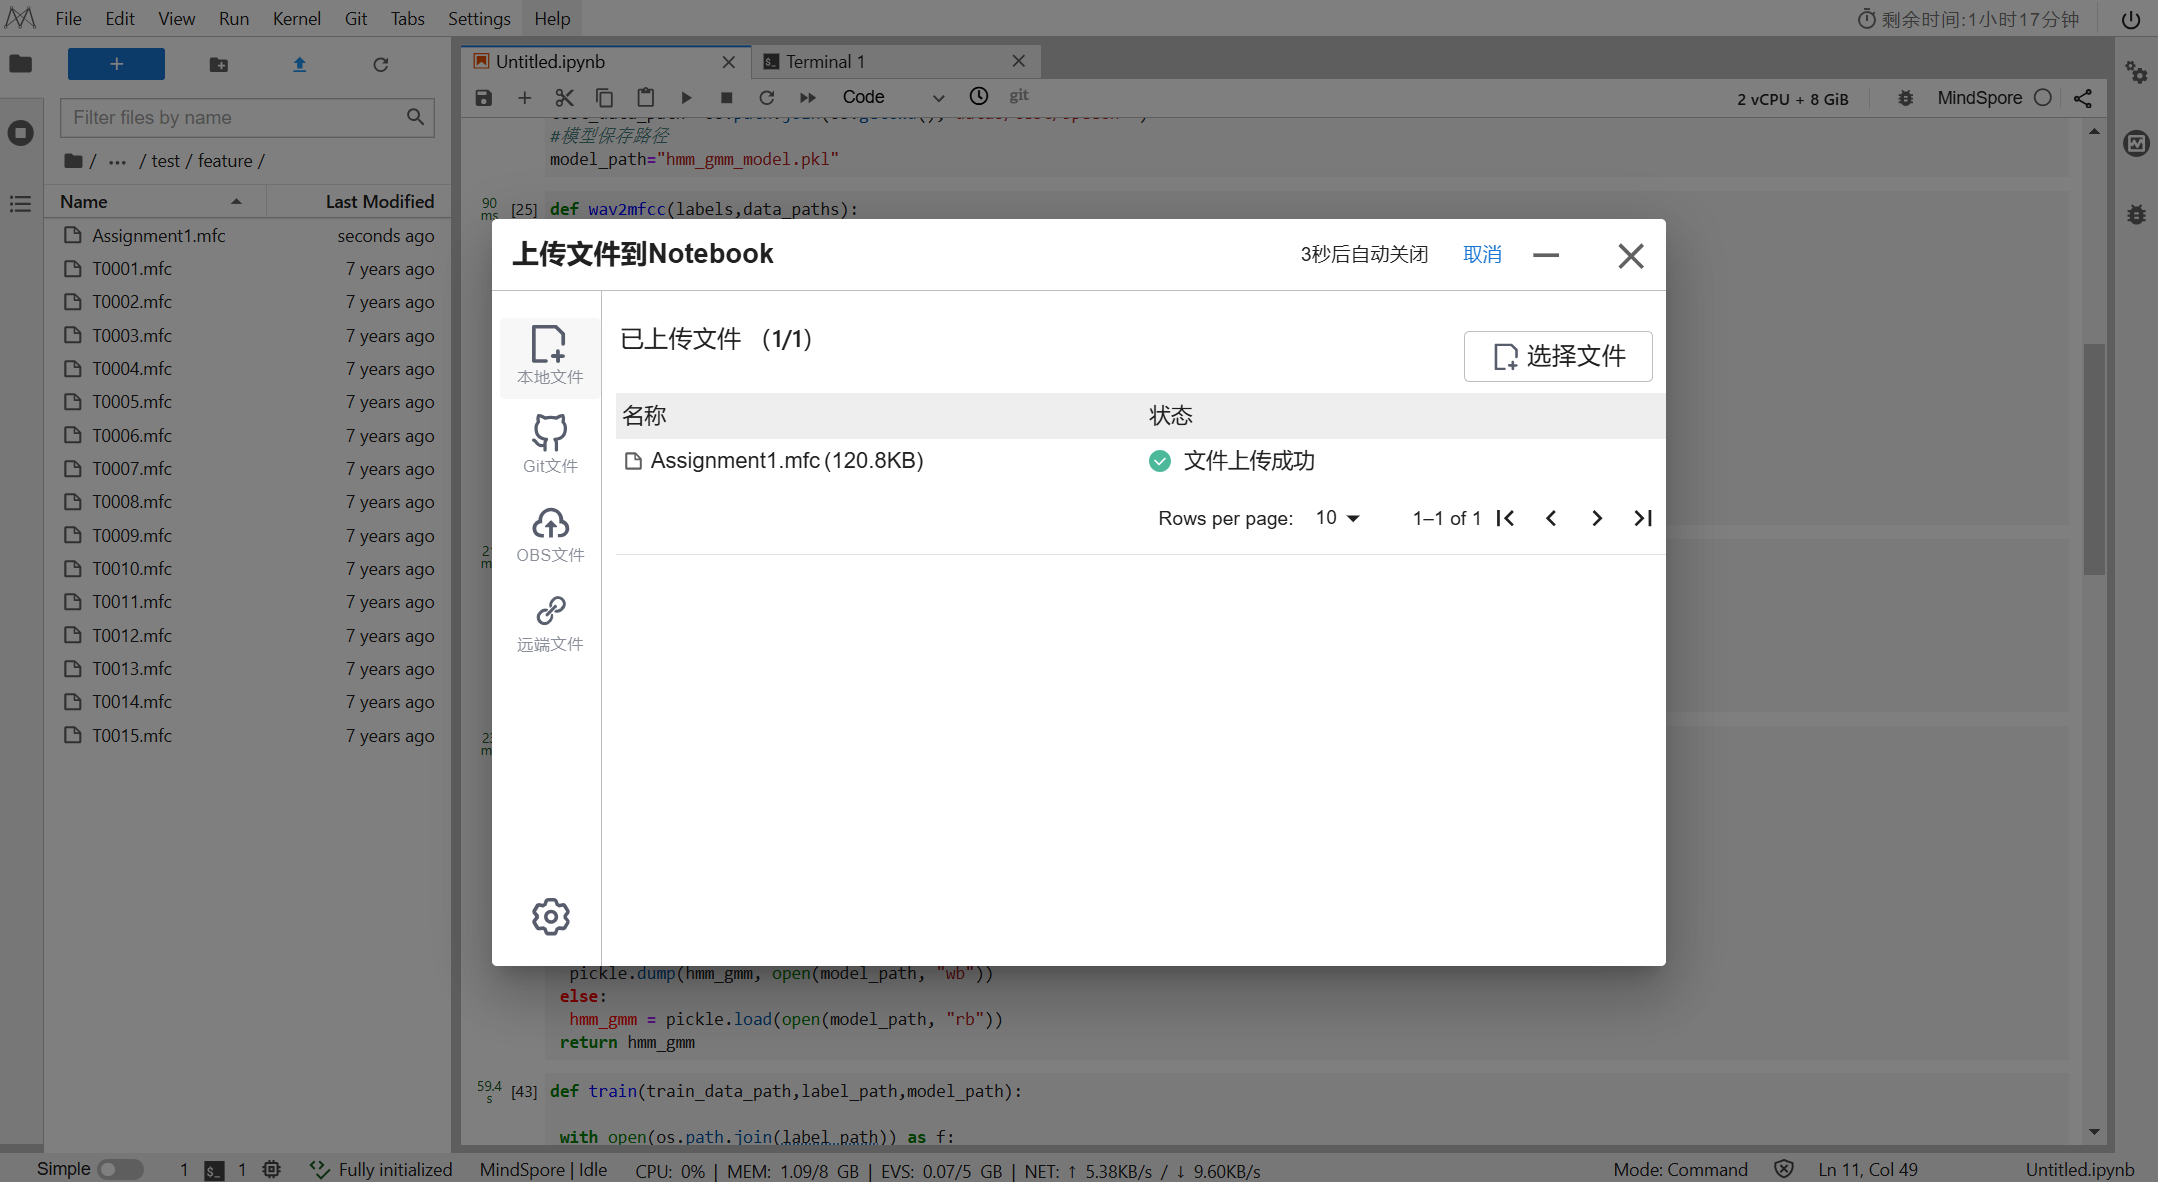 File Edit View Run Kernel Git Tabs Settings Help
剩余时间:1小时17分钟
Untitled.ipynb
Terminal 1
Code
git
2 vCPU + 8 GiB
MindSpore
Filter files by name
/ ··· / test / feature /
Name Last Modified
Assignment1.mfc seconds ago
T0001.mfc 7 years ago
T0002.mfc 7 years ago
T0003.mfc 7 years ago
T0004.mfc 7 years ago
T0005.mfc 7 years ago
T0006.mfc 7 years ago
T0007.mfc 7 years ago
T0008.mfc 7 years ago
T0009.mfc 7 years ago
T0010.mfc 7 years ago
T0011.mfc 7 years ago
T0012.mfc 7 years ago
T0013.mfc 7 years ago
T0014.mfc 7 years ago
T0015.mfc 7 years ago
#模型保存路径
model_path="hmm_gmm_model.pkl"
90 ms
[25] def wav2mfcc(labels,data_paths):
上传文件到Notebook
3秒后自动关闭 取消
本地文件
Git文件
OBS文件
远端文件
已上传文件 (1/1)
选择文件
名称 状态
Assignment1.mfc (120.8KB) 文件上传成功
Rows per page: 10 1–1 of 1
pickle.dump(hmm_gmm, open(model_path, "wb"))
else:
hmm_gmm = pickle.load(open(model_path, "rb"))
return hmm_gmm
59.4 s
[43] def train(train_data_path,label_path,model_path):
with open(os.path.join(label_path)) as f:
Simple 1 1 Fully initialized MindSpore | Idle CPU: 0% | MEM: 1.09/8 GB | EVS: 0.07/5 GB | NET: ↑ 5.38KB/s / ↓ 9.60KB/s Mode: Command Ln 11, Col 49 Untitled.ipynb